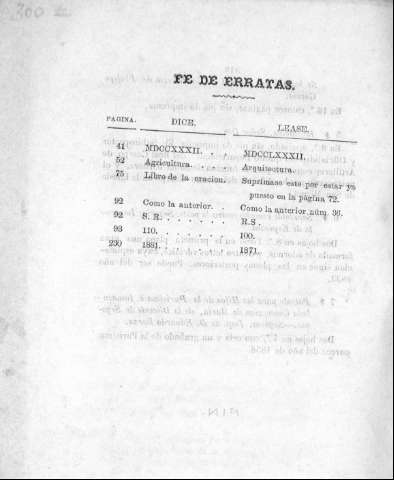 300
FE DE ERRATAS.
PAGINA. DICE. LEASE.
41 MDCCXXXII. . . . MDCCLXXXII.
52 Agricultura. . . . . Arquitectura.
75 Libro de la oracion. Suprimase este por estar ya
puesto en la página 72.
92 Como la anterior. . Como la anterior núm. 36.
92 S. R. . . . . . . . R.S.
93 110. . . . . . . . 100.
230 1881. . . . . . . 1871.